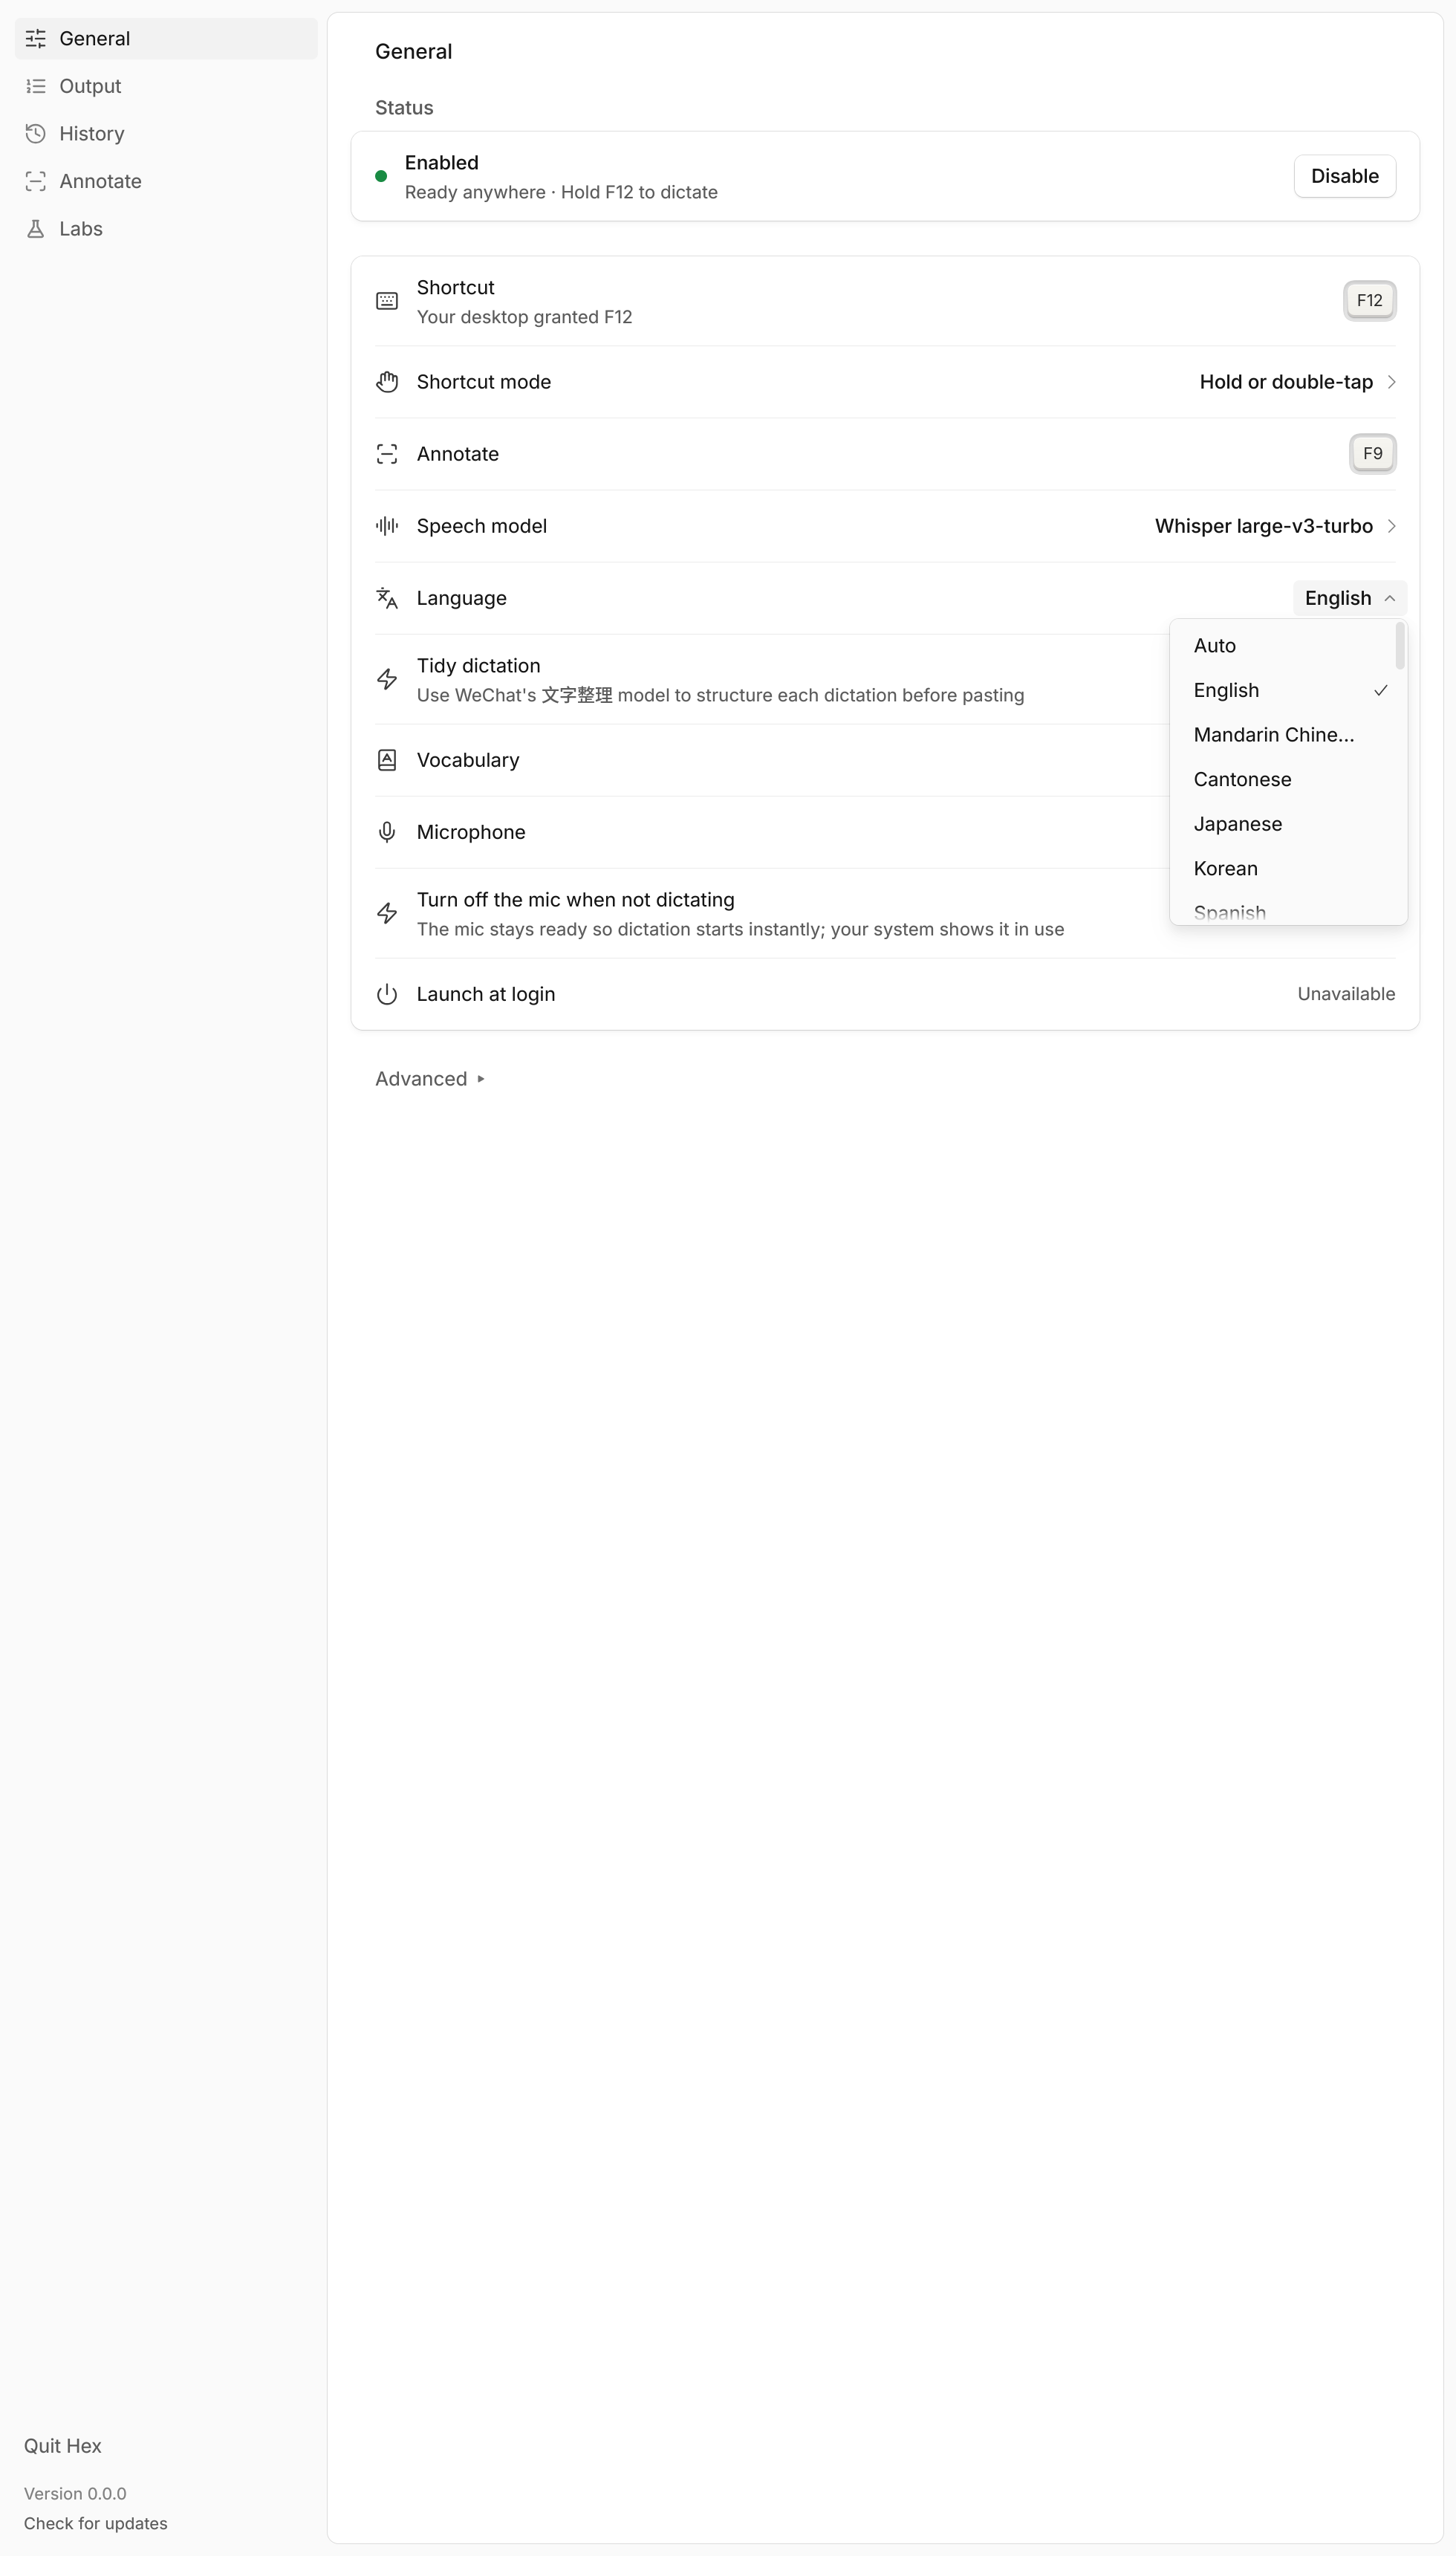 General
Output
History
Annotate
Labs
General
Status
Enabled
Ready anywhere · Hold F12 to dictate
Disable
Shortcut
Your desktop granted F12
F12
Shortcut mode
Hold or double-tap
Annotate
F9
Speech model
Whisper large-v3-turbo
Language
English
Auto
English
Mandarin Chine...
Cantonese
Japanese
Korean
Spanish
Tidy dictation
Use WeChat's 文字整理 model to structure each dictation before pasting
Vocabulary
Microphone
Turn off the mic when not dictating
The mic stays ready so dictation starts instantly; your system shows it in use
Launch at login
Unavailable
Advanced
Quit Hex
Version 0.0.0
Check for updates